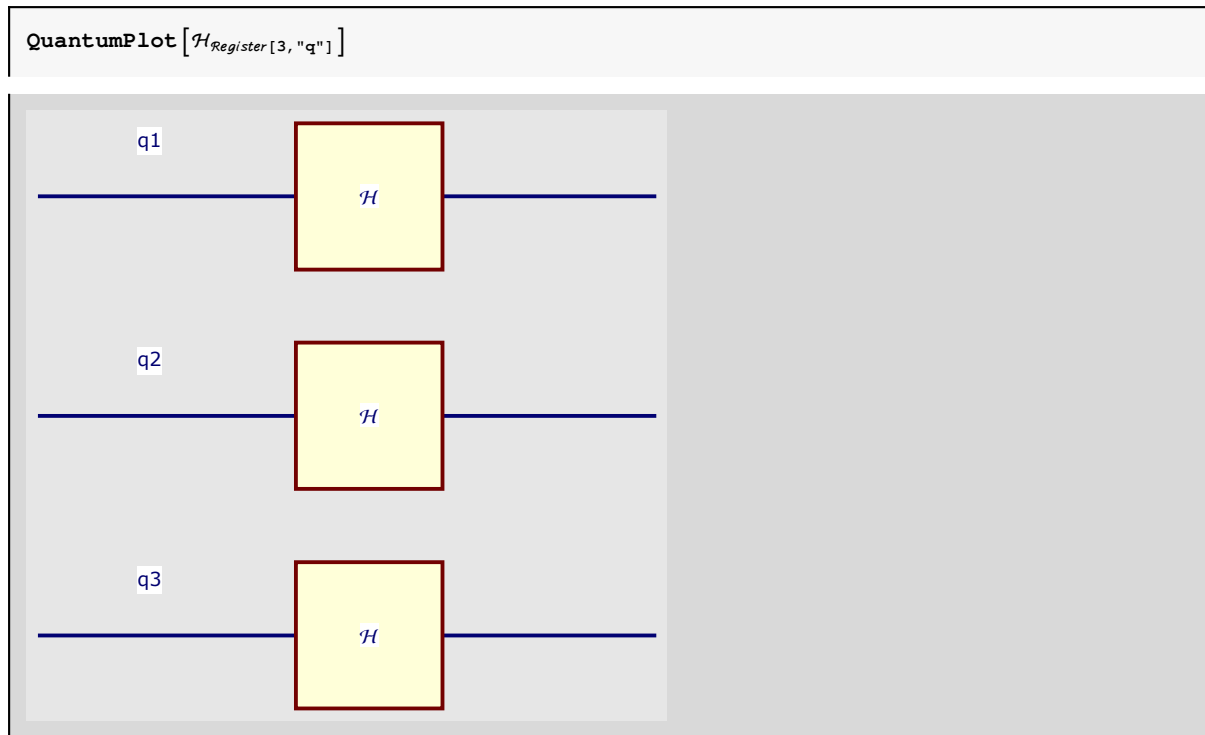 QuantumPlot[ℋRegister[3,"q"]]
q1
ℋ
q2
ℋ
q3
ℋ